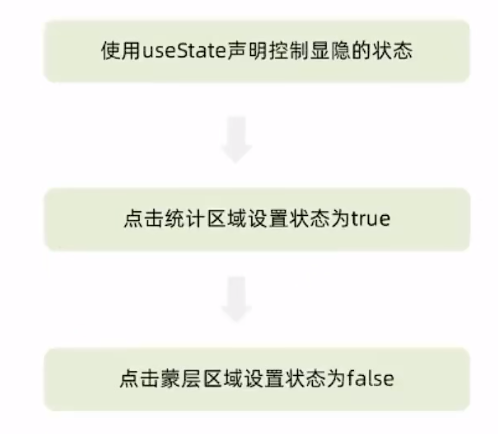 使用useState声明控制显隐的状态
点击统计区域设置状态为true
点击蒙层区域设置状态为false